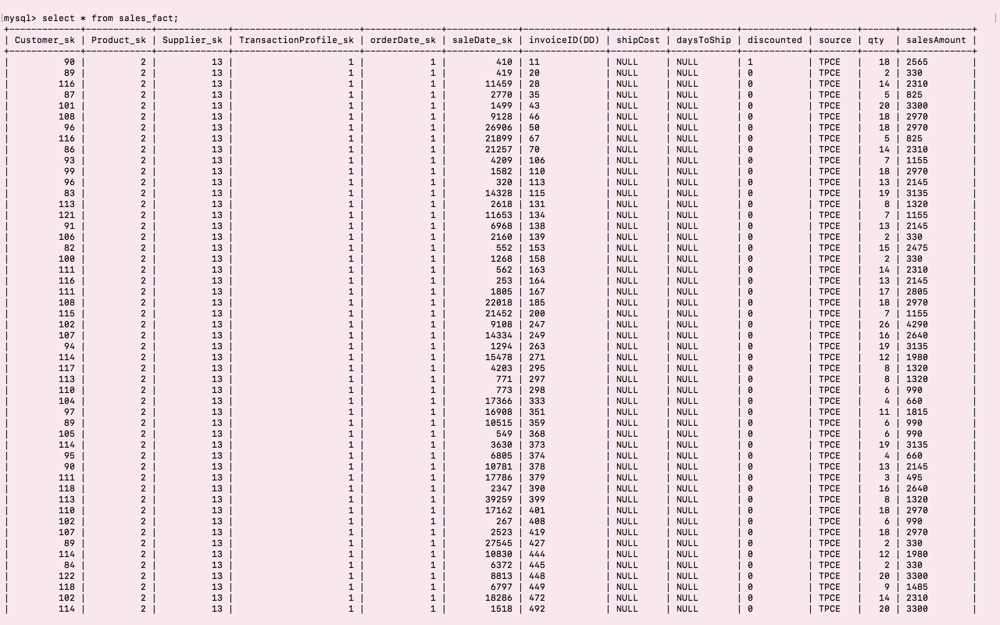 [mysql> select * from sales_fact; ]
+-------------+------------+-------------+-----------------------+-------------+-------------+---------------+----------+------------+------------+--------+------+-------------+
| Customer_sk | Product_sk | Supplier_sk | TransactionProfile_sk | orderDate_sk | saleDate_sk | invoiceID(DD) | shipCost | daysToShip | discounted | source | qty | salesAmount |
+-------------+------------+-------------+-----------------------+-------------+-------------+---------------+----------+------------+------------+--------+------+-------------+
| 90 | 2 | 13 | 1 | 1 | 410 | 11 | NULL | NULL | 1 | TPCE | 18 | 2565 |
| 89 | 2 | 13 | 1 | 1 | 419 | 20 | NULL | NULL | 0 | TPCE | 2 | 330 |
| 116 | 2 | 13 | 1 | 1 | 11459 | 28 | NULL | NULL | 0 | TPCE | 14 | 2310 |
| 87 | 2 | 13 | 1 | 1 | 2770 | 35 | NULL | NULL | 0 | TPCE | 5 | 825 |
| 101 | 2 | 13 | 1 | 1 | 1499 | 43 | NULL | NULL | 0 | TPCE | 20 | 3300 |
| 108 | 2 | 13 | 1 | 1 | 9128 | 46 | NULL | NULL | 0 | TPCE | 18 | 2970 |
| 96 | 2 | 13 | 1 | 1 | 26906 | 50 | NULL | NULL | 0 | TPCE | 18 | 2970 |
| 116 | 2 | 13 | 1 | 1 | 21899 | 67 | NULL | NULL | 0 | TPCE | 5 | 825 |
| 86 | 2 | 13 | 1 | 1 | 21257 | 70 | NULL | NULL | 0 | TPCE | 14 | 2310 |
| 93 | 2 | 13 | 1 | 1 | 4209 | 106 | NULL | NULL | 0 | TPCE | 7 | 1155 |
| 99 | 2 | 13 | 1 | 1 | 1582 | 110 | NULL | NULL | 0 | TPCE | 18 | 2970 |
| 96 | 2 | 13 | 1 | 1 | 320 | 113 | NULL | NULL | 0 | TPCE | 13 | 2145 |
| 83 | 2 | 13 | 1 | 1 | 14328 | 115 | NULL | NULL | 0 | TPCE | 19 | 3135 |
| 113 | 2 | 13 | 1 | 1 | 2618 | 131 | NULL | NULL | 0 | TPCE | 8 | 1320 |
| 121 | 2 | 13 | 1 | 1 | 11653 | 134 | NULL | NULL | 0 | TPCE | 7 | 1155 |
| 91 | 2 | 13 | 1 | 1 | 6968 | 138 | NULL | NULL | 0 | TPCE | 13 | 2145 |
| 106 | 2 | 13 | 1 | 1 | 2160 | 139 | NULL | NULL | 0 | TPCE | 2 | 330 |
| 82 | 2 | 13 | 1 | 1 | 552 | 153 | NULL | NULL | 0 | TPCE | 15 | 2475 |
| 100 | 2 | 13 | 1 | 1 | 1268 | 158 | NULL | NULL | 0 | TPCE | 2 | 330 |
| 111 | 2 | 13 | 1 | 1 | 562 | 163 | NULL | NULL | 0 | TPCE | 14 | 2310 |
| 116 | 2 | 13 | 1 | 1 | 253 | 164 | NULL | NULL | 0 | TPCE | 13 | 2145 |
| 111 | 2 | 13 | 1 | 1 | 1805 | 167 | NULL | NULL | 0 | TPCE | 17 | 2805 |
| 108 | 2 | 13 | 1 | 1 | 22018 | 185 | NULL | NULL | 0 | TPCE | 18 | 2970 |
| 115 | 2 | 13 | 1 | 1 | 21452 | 200 | NULL | NULL | 0 | TPCE | 7 | 1155 |
| 102 | 2 | 13 | 1 | 1 | 9108 | 247 | NULL | NULL | 0 | TPCE | 26 | 4290 |
| 107 | 2 | 13 | 1 | 1 | 14334 | 249 | NULL | NULL | 0 | TPCE | 16 | 2640 |
| 94 | 2 | 13 | 1 | 1 | 1294 | 263 | NULL | NULL | 0 | TPCE | 19 | 3135 |
| 114 | 2 | 13 | 1 | 1 | 15478 | 271 | NULL | NULL | 0 | TPCE | 12 | 1980 |
| 117 | 2 | 13 | 1 | 1 | 4203 | 295 | NULL | NULL | 0 | TPCE | 8 | 1320 |
| 113 | 2 | 13 | 1 | 1 | 771 | 297 | NULL | NULL | 0 | TPCE | 8 | 1320 |
| 110 | 2 | 13 | 1 | 1 | 773 | 298 | NULL | NULL | 0 | TPCE | 6 | 990 |
| 104 | 2 | 13 | 1 | 1 | 17366 | 333 | NULL | NULL | 0 | TPCE | 4 | 660 |
| 97 | 2 | 13 | 1 | 1 | 16908 | 351 | NULL | NULL | 0 | TPCE | 11 | 1815 |
| 89 | 2 | 13 | 1 | 1 | 10515 | 359 | NULL | NULL | 0 | TPCE | 6 | 990 |
| 105 | 2 | 13 | 1 | 1 | 549 | 368 | NULL | NULL | 0 | TPCE | 6 | 990 |
| 114 | 2 | 13 | 1 | 1 | 3630 | 373 | NULL | NULL | 0 | TPCE | 19 | 3135 |
| 95 | 2 | 13 | 1 | 1 | 6805 | 374 | NULL | NULL | 0 | TPCE | 4 | 660 |
| 90 | 2 | 13 | 1 | 1 | 10781 | 378 | NULL | NULL | 0 | TPCE | 13 | 2145 |
| 111 | 2 | 13 | 1 | 1 | 17786 | 379 | NULL | NULL | 0 | TPCE | 3 | 495 |
| 118 | 2 | 13 | 1 | 1 | 2347 | 390 | NULL | NULL | 0 | TPCE | 16 | 2640 |
| 113 | 2 | 13 | 1 | 1 | 39259 | 399 | NULL | NULL | 0 | TPCE | 8 | 1320 |
| 110 | 2 | 13 | 1 | 1 | 17162 | 401 | NULL | NULL | 0 | TPCE | 18 | 2970 |
| 102 | 2 | 13 | 1 | 1 | 267 | 408 | NULL | NULL | 0 | TPCE | 6 | 990 |
| 107 | 2 | 13 | 1 | 1 | 2523 | 419 | NULL | NULL | 0 | TPCE | 18 | 2970 |
| 89 | 2 | 13 | 1 | 1 | 27545 | 427 | NULL | NULL | 0 | TPCE | 2 | 330 |
| 114 | 2 | 13 | 1 | 1 | 10830 | 444 | NULL | NULL | 0 | TPCE | 12 | 1980 |
| 84 | 2 | 13 | 1 | 1 | 6372 | 445 | NULL | NULL | 0 | TPCE | 2 | 330 |
| 122 | 2 | 13 | 1 | 1 | 8813 | 448 | NULL | NULL | 0 | TPCE | 20 | 3300 |
| 118 | 2 | 13 | 1 | 1 | 6797 | 449 | NULL | NULL | 0 | TPCE | 9 | 1485 |
| 102 | 2 | 13 | 1 | 1 | 18286 | 472 | NULL | NULL | 0 | TPCE | 14 | 2310 |
| 114 | 2 | 13 | 1 | 1 | 1518 | 492 | NULL | NULL | 0 | TPCE | 20 | 3300 |